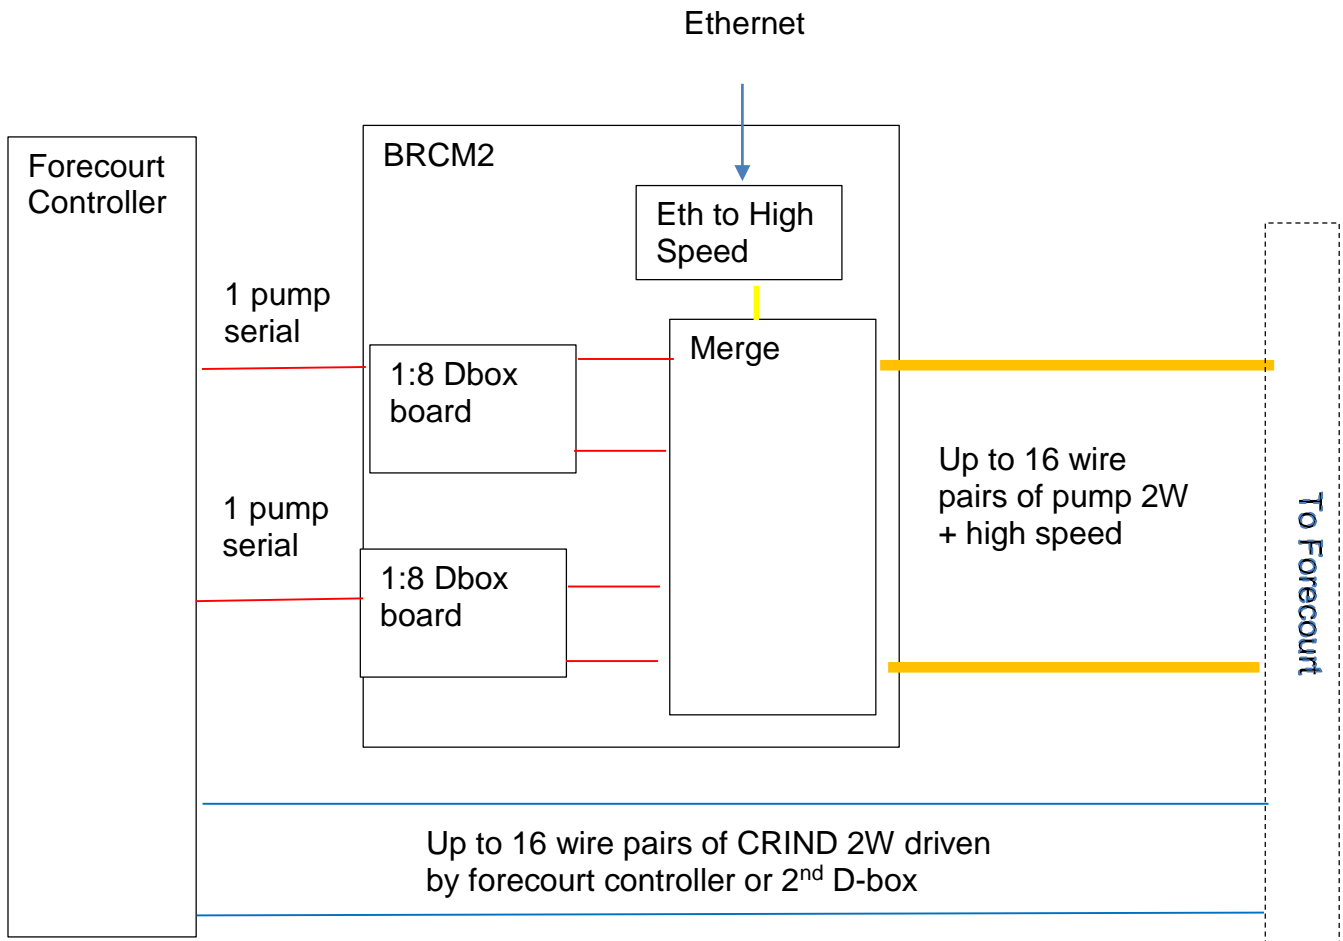 Ethernet
Forecourt
Controller
BRCM2
Eth to High
Speed
1 pump
serial
Merge
1:8 Dbox
board
Up to 16 wire
pairs of pump 2W
+ high speed
1 pump
serial
1:8 Dbox
board
To Forecourt
Up to 16 wire pairs of CRIND 2W driven
by forecourt controller or 2nd D-box